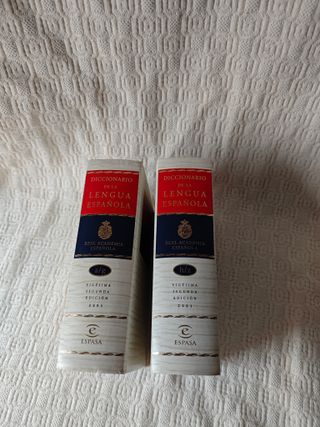 DICCIONARIO
DE LA
LENGUA
ESPAÑOLA
REAL ACADEMIA
ESPAÑOLA
a/g
VIGÉSIMA
SEGUNDA
EDICIÓN
2001
e
ESPASA
DICCIONARIO
DE LA
LENGUA
ESPAÑOLA
REAL ACADEMIA
ESPAÑOLA
h/z
VIGÉSIMA
SEGUNDA
EDICIÓN
2001
e
ESPASA